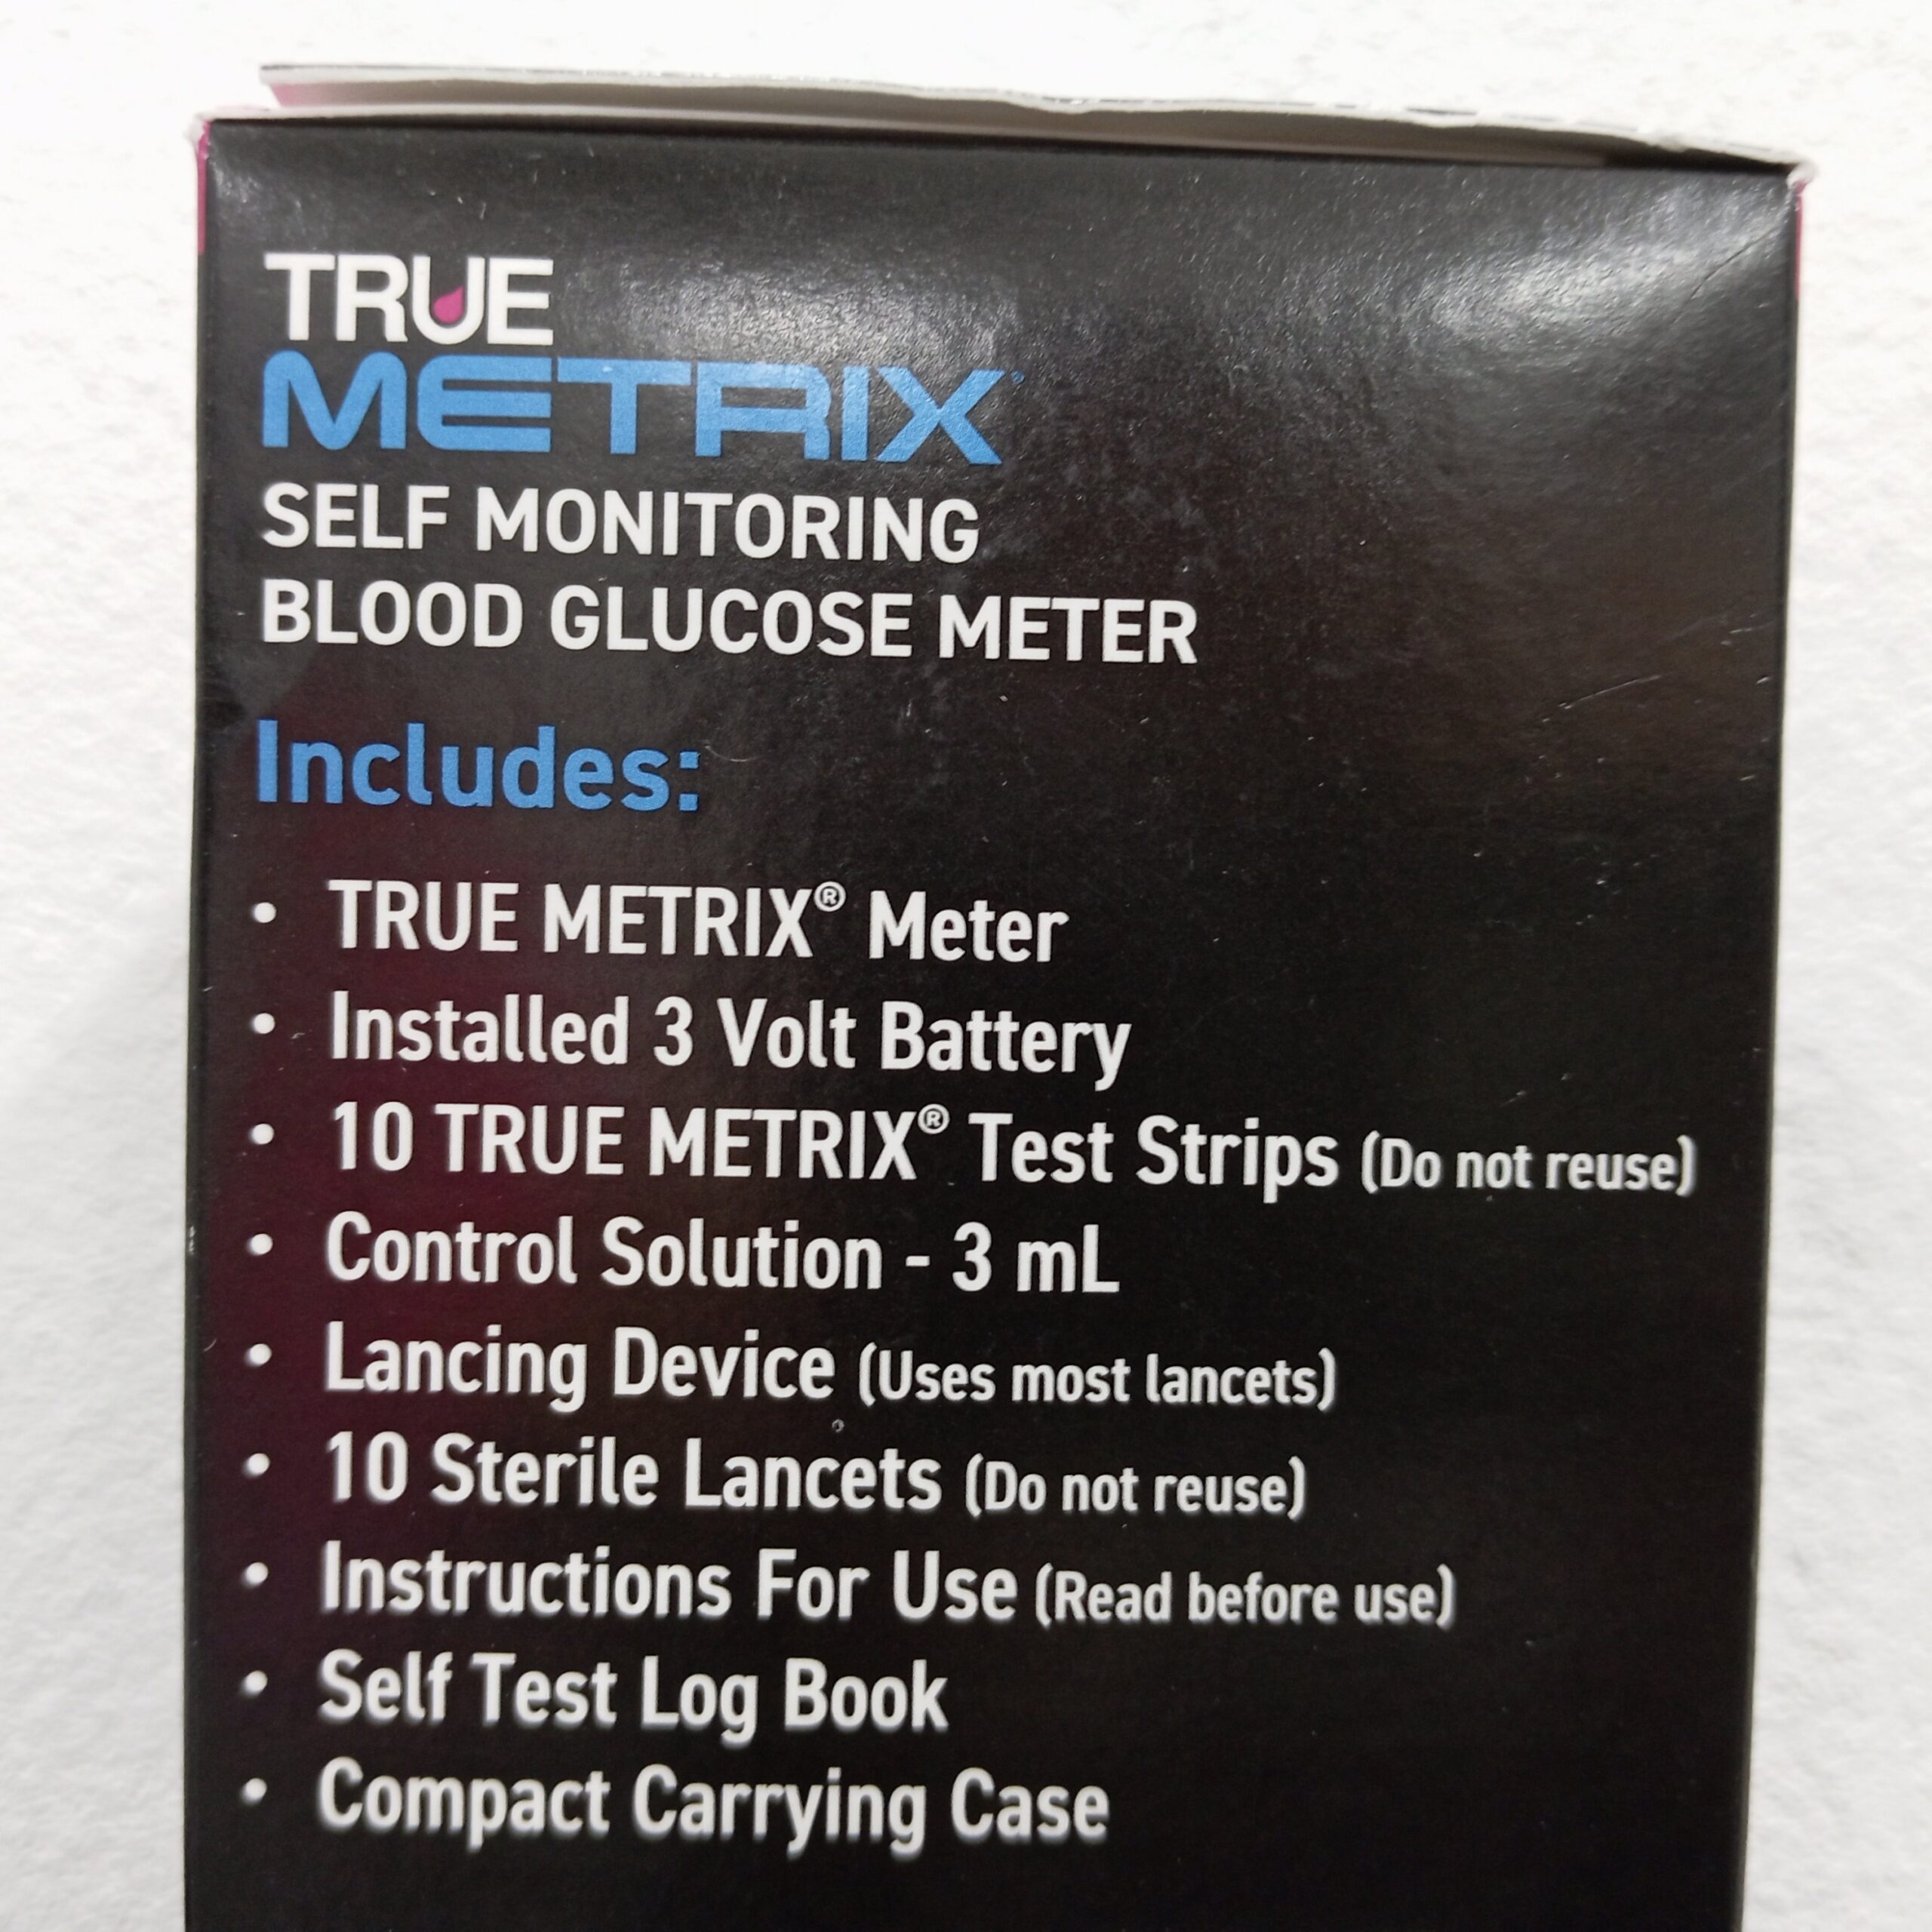 TRUE
METRIX®
SELF MONITORING
BLOOD GLUCOSE METER
Includes:
• TRUE METRIX® Meter
• Installed 3 Volt Battery
• 10 TRUE METRIX® Test Strips (Do not reuse)
• Control Solution - 3 mL
• Lancing Device (Uses most lancets)
• 10 Sterile Lancets (Do not reuse)
• Instructions For Use (Read before use)
• Self Test Log Book
• Compact Carrying Case